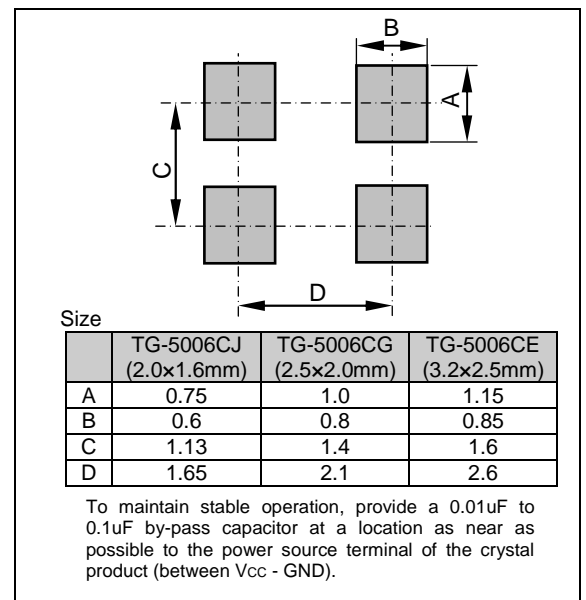 B
A
C
D
Size
TG-5006CJ TG-5006CG TG-5006CE
(2.0×1.6mm) (2.5×2.0mm) (3.2×2.5mm)
A 0.75 1.0 1.15
B 0.6 0.8 0.85
C 1.13 1.4 1.6
D 1.65 2.1 2.6
To maintain stable operation, provide a 0.01uF to
0.1uF by-pass capacitor at a location as near as
possible to the power source terminal of the crystal
product (between Vcc - GND).